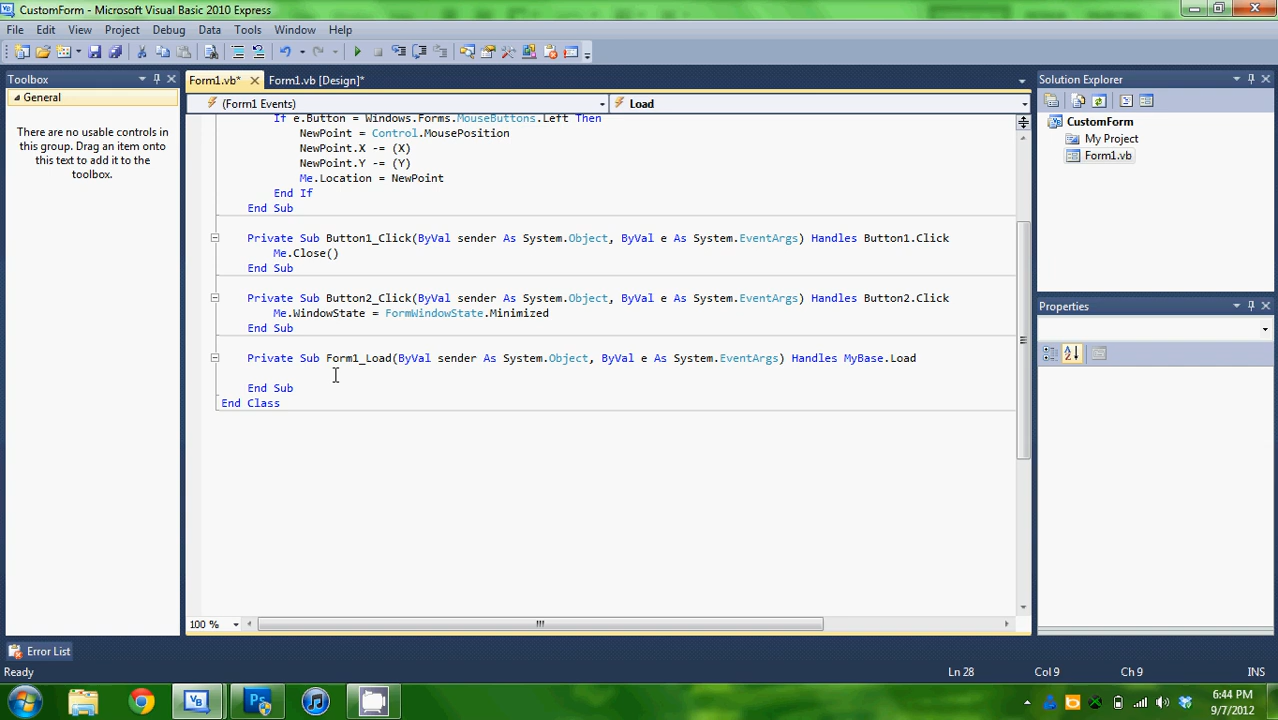 CustomForm - Microsoft Visual Basic 2010 Express
File Edit View Project Debug Data Tools Window Help
Toolbox
General
There are no usable controls in
this group. Drag an item onto
this text to add it to the
toolbox.
Form1.vb* Form1.vb [Design]*
(Form1 Events) Load
If e.Button = Windows.Forms.MouseButtons.Left Then
NewPoint = Control.MousePosition
NewPoint.X -= (X)
NewPoint.Y -= (Y)
Me.Location = NewPoint
End If
End Sub
Private Sub Button1_Click(ByVal sender As System.Object, ByVal e As System.EventArgs) Handles Button1.Click
Me.Close()
End Sub
Private Sub Button2_Click(ByVal sender As System.Object, ByVal e As System.EventArgs) Handles Button2.Click
Me.WindowState = FormWindowState.Minimized
End Sub
Private Sub Form1_Load(ByVal sender As System.Object, ByVal e As System.EventArgs) Handles MyBase.Load
End Sub
End Class
100 %
Solution Explorer
CustomForm
My Project
Form1.vb
Properties
Error List
Ready Ln 28 Col 9 Ch 9 INS
6:44 PM
9/7/2012